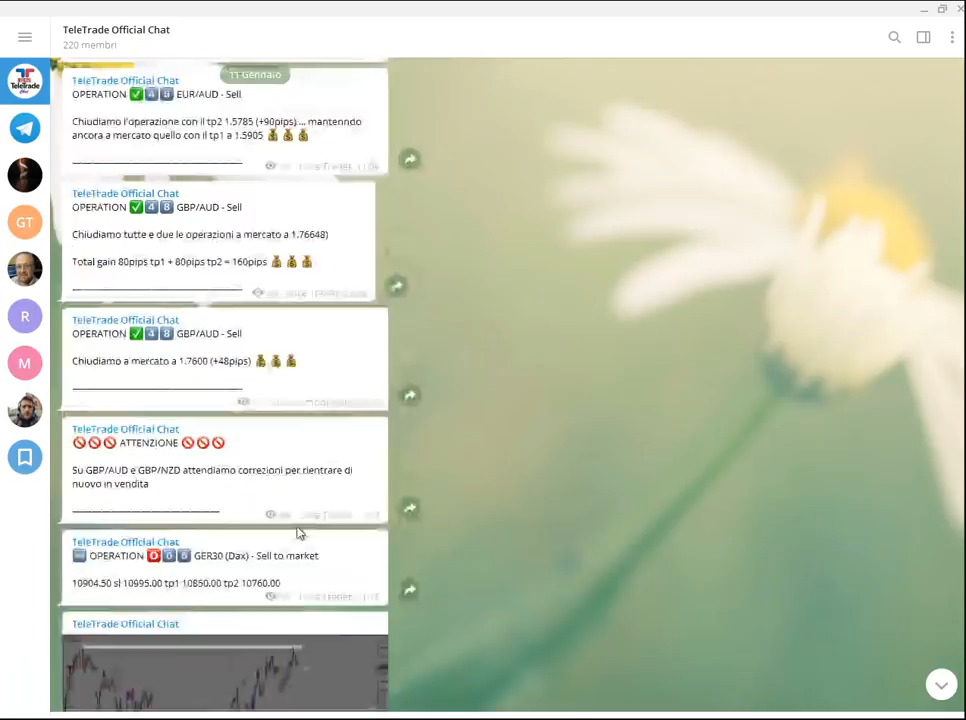 TeleTrade Official Chat
220 membri
11 Gennaio
TeleTrade Official Chat
OPERATION ✅ 4️⃣ 5️⃣ EUR/AUD - Sell
Chiudiamo l'operazione con il tp2 1.5785 (+90pips)... mantenndo
ancora a mercato quello con il tp1 a 1.5905 💰 💰 💰
TeleTrade Official Chat
OPERATION ✅ 4️⃣ 8️⃣ GBP/AUD - Sell
Chiudiamo tutte e due le operazioni a mercato a 1.76648)
Total gain 80pips tp1 + 80pips tp2 = 160pips 💰 💰 💰
TeleTrade Official Chat
OPERATION ✅ 4️⃣ 8️⃣ GBP/AUD - Sell
Chiudiamo a mercato a 1.7600 (+48pips) 💰 💰 💰
TeleTrade Official Chat
🚫🚫🚫 ATTENZIONE 🚫🚫🚫
Su GBP/AUD e GBP/NZD attendiamo correzioni per rientrare di
nuovo in vendita
TeleTrade Official Chat
OPERATION GER30 (Dax) - Sell to market
10904.50 sl 10995.00 tp1 10850.00 tp2 10760.00
TeleTrade Official Chat
TeleTrade
GT
R
M